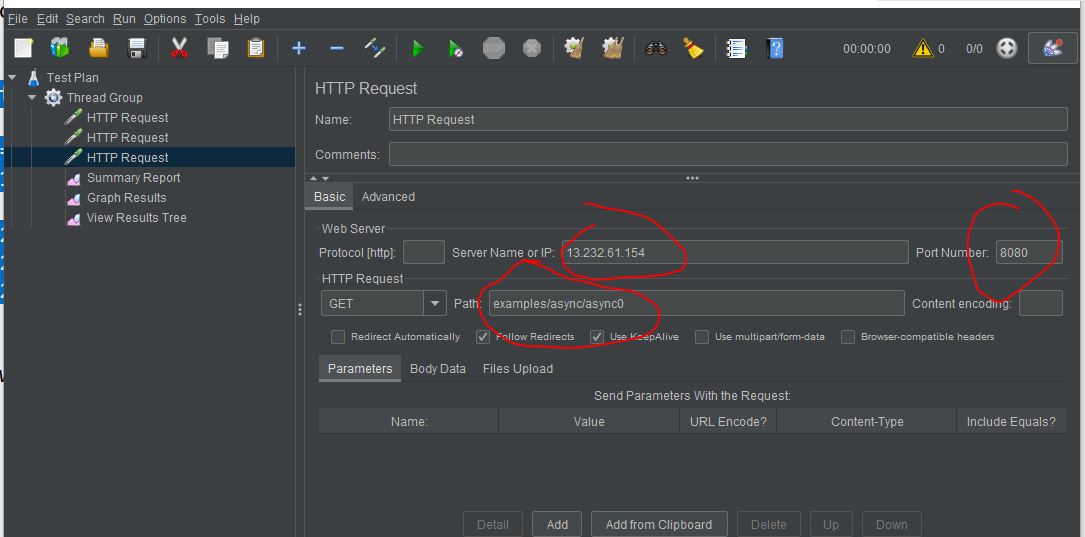 File Edit Search Run Options Tools Help
STOP 00:00:00 0 0/0
Test Plan
Thread Group
HTTP Request
HTTP Request
HTTP Request
Summary Report
Graph Results
View Results Tree
HTTP Request
Name: HTTP Request
Comments:
Basic Advanced
Web Server
Protocol [http]: Server Name or IP: 13.232.61.154 Port Number: 8080
HTTP Request
GET Path: examples/async/async0 Content encoding:
Redirect Automatically Follow Redirects Use KeepAlive Use multipart/form-data Browser-compatible headers
Parameters Body Data Files Upload
Send Parameters With the Request:
Name: Value URL Encode? Content-Type Include Equals?
Detail Add Add from Clipboard Delete Up Down